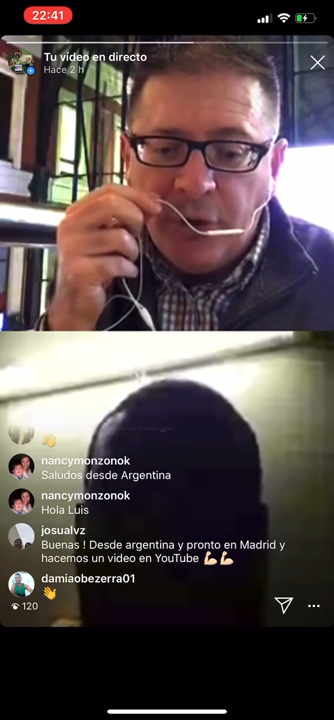 22:41
Tu video en directo
Hace 2 h
👋
nancymonzonok
Saludos desde Argentina
nancymonzonok
Hola Luis
josualvz
Buenas ! Desde argentina y pronto en Madrid y
hacemos un video en YouTube 💪🏻💪🏻
damiaobezerra01
👋
120